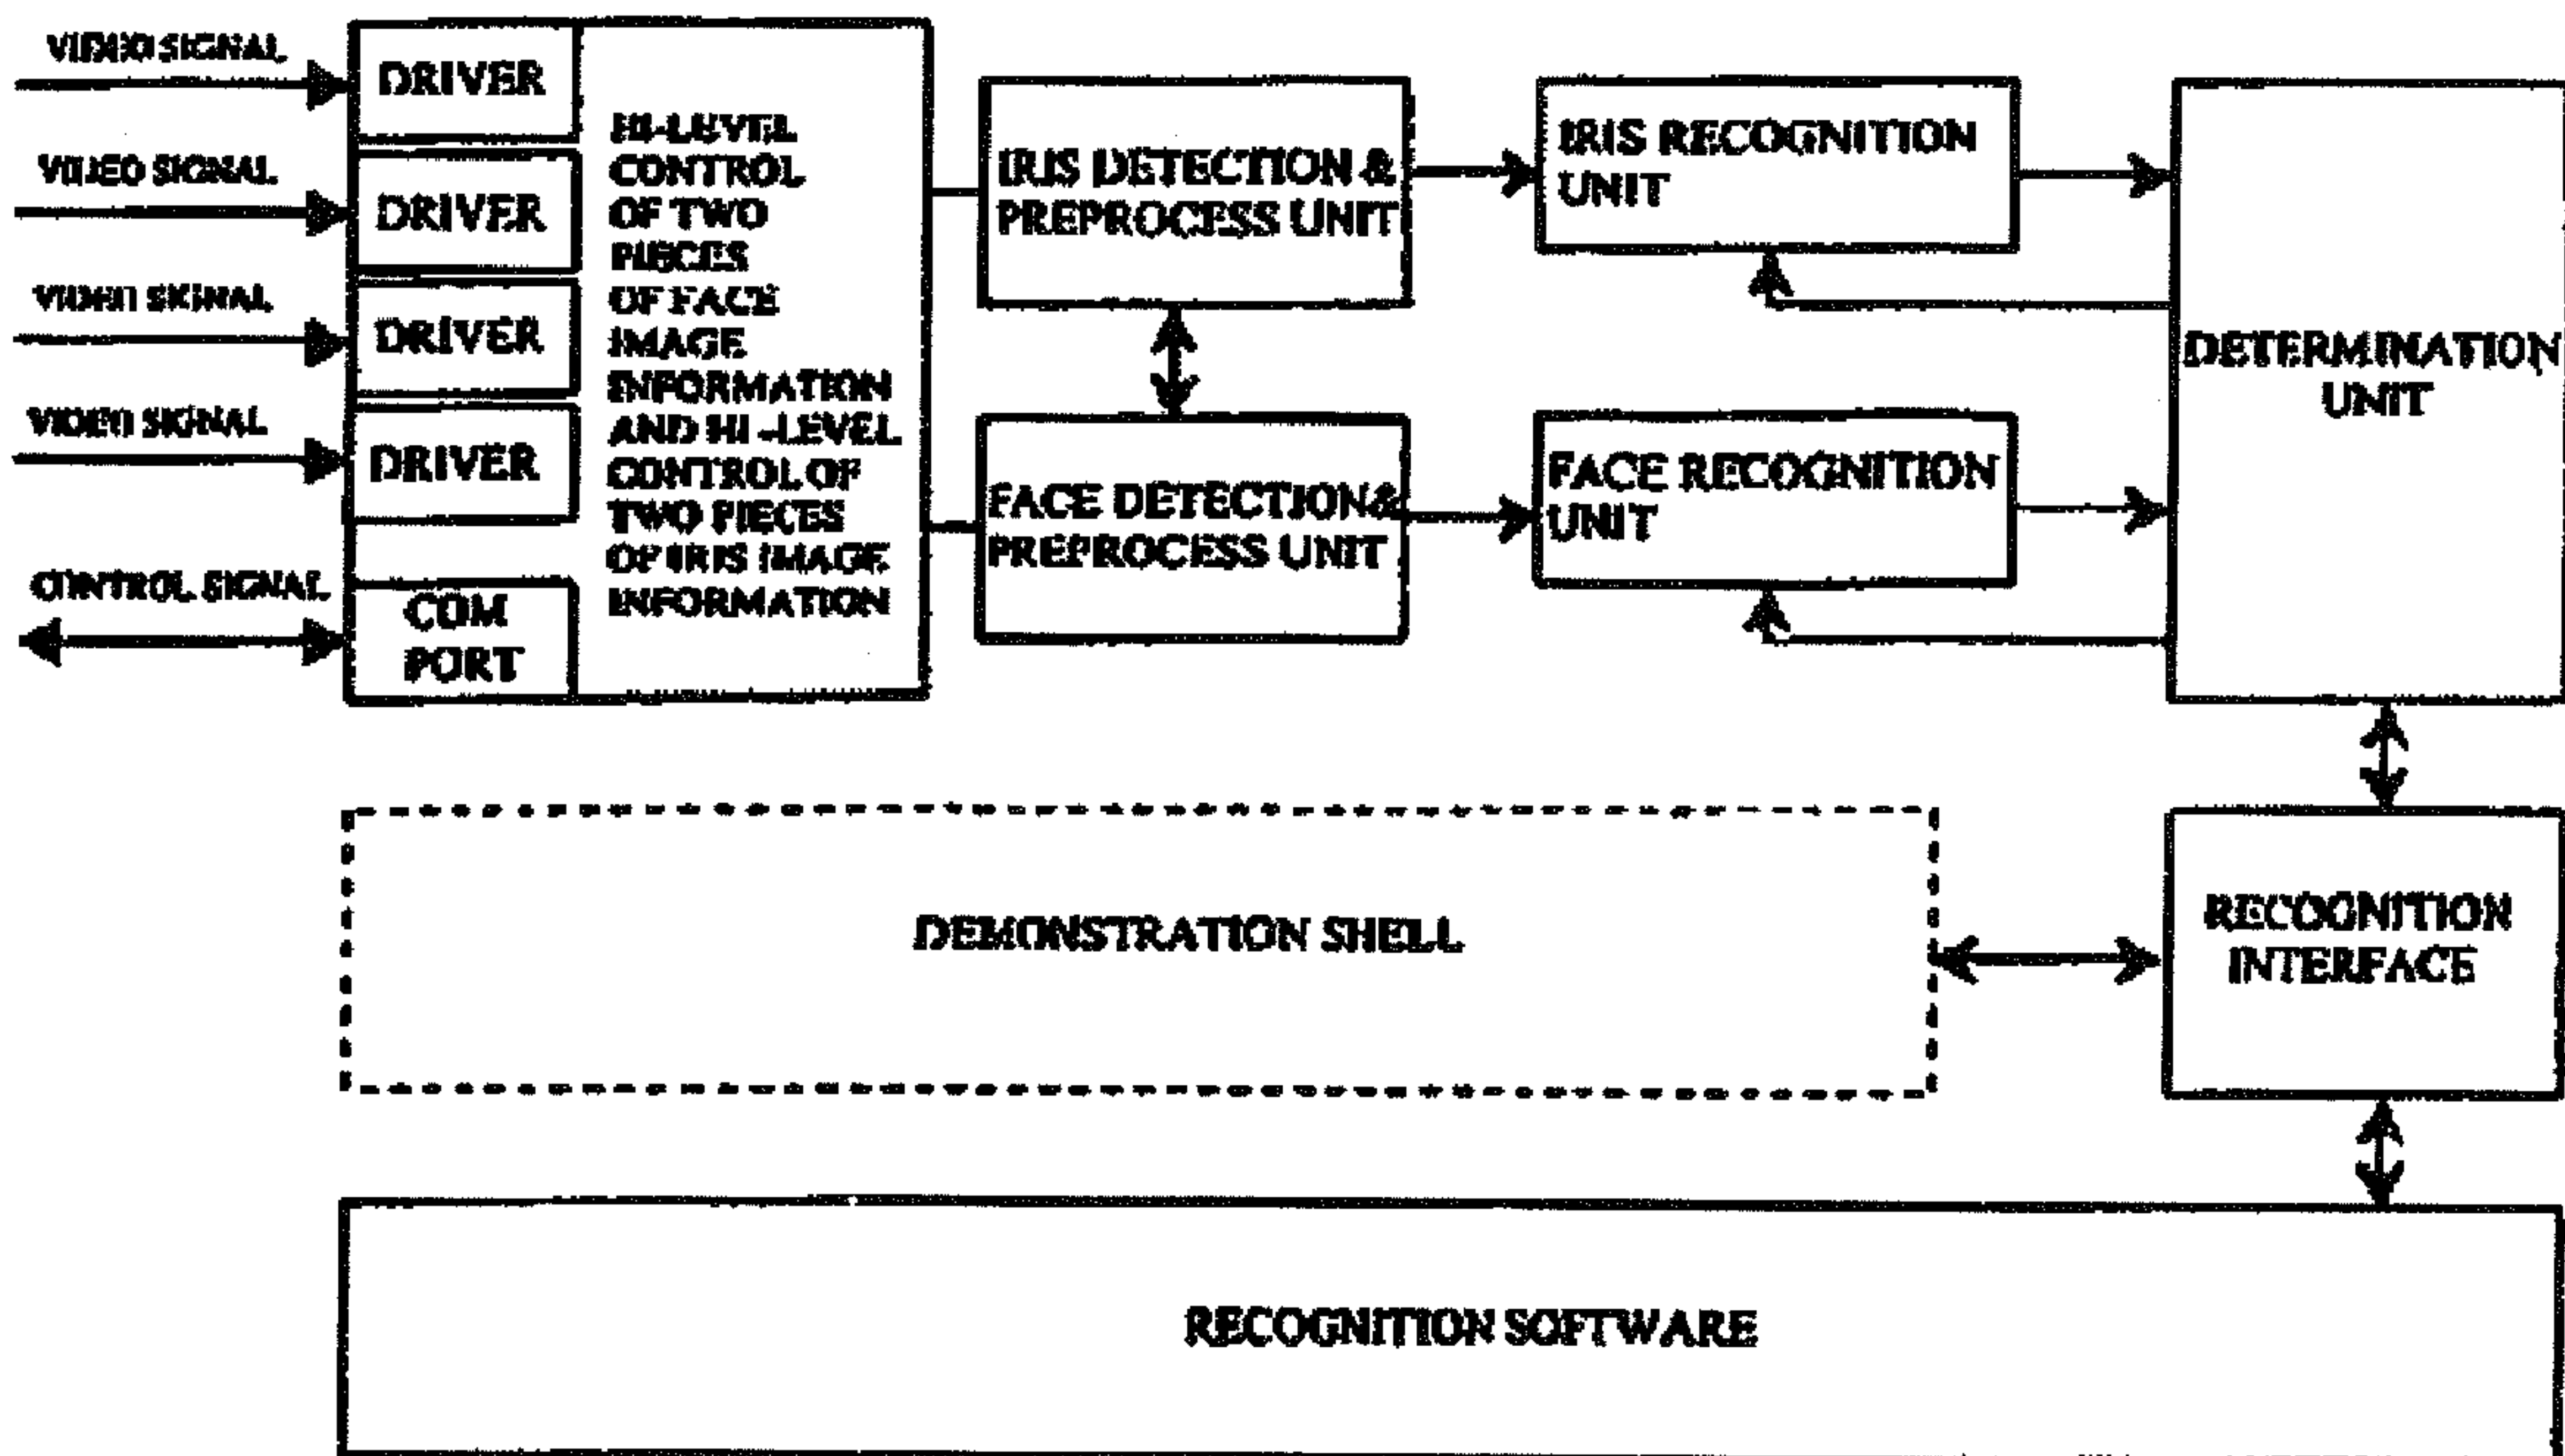 VIDEO SIGNAL
DRIVER
VIDEO SIGNAL
DRIVER
VIDEO SIGNAL
DRIVER
VIDEO SIGNAL
DRIVER
CONTROL SIGNAL
COM
PORT
HI-LEVEL
CONTROL
OF TWO
PIECES
OF FACE
IMAGE
INFORMATION
AND HI -LEVEL
CONTROL OF
TWO PIECES
OF IRIS IMAGE
INFORMATION
IRIS DETECTION &
PREPROCESS UNIT
IRIS RECOGNITION
UNIT
FACE DETECTION&
PREPROCESS UNIT
FACE RECOGNITION
UNIT
DETERMINATION
UNIT
DEMONSTRATION SHELL
RECOGNITION
INTERFACE
RECOGNITION SOFTWARE